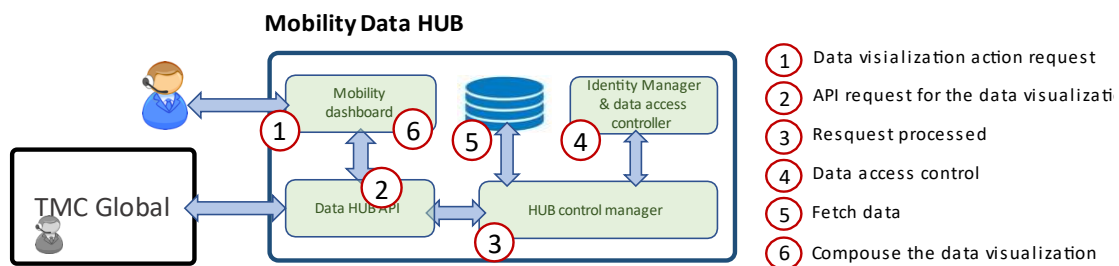 Mobility Data HUB
Mobility
dashboard
Identity Manager
& data access
controller
1
6
5
4
TMC Global
Data HUB API
2
HUB control manager
3
1 Data visialization action request
2 API request for the data visualizati
3 Resquest processed
4 Data access control
5 Fetch data
6 Compouse the data visualization